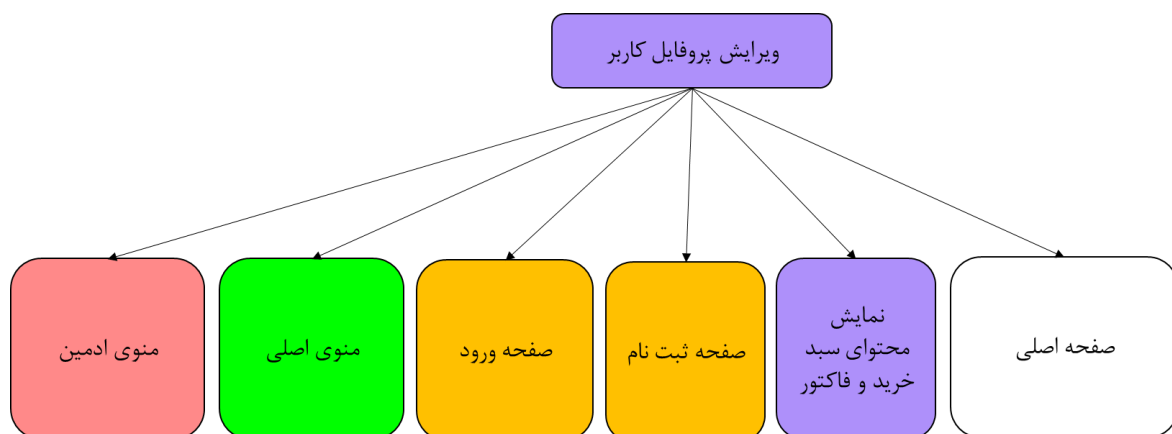 ویرایش پروفایل کاربر
صفحه اصلی
نمایش
محتوای سبد
خرید و فاکتور
صفحه ثبت نام
صفحه ورود
منوی اصلی
منوی ادمین